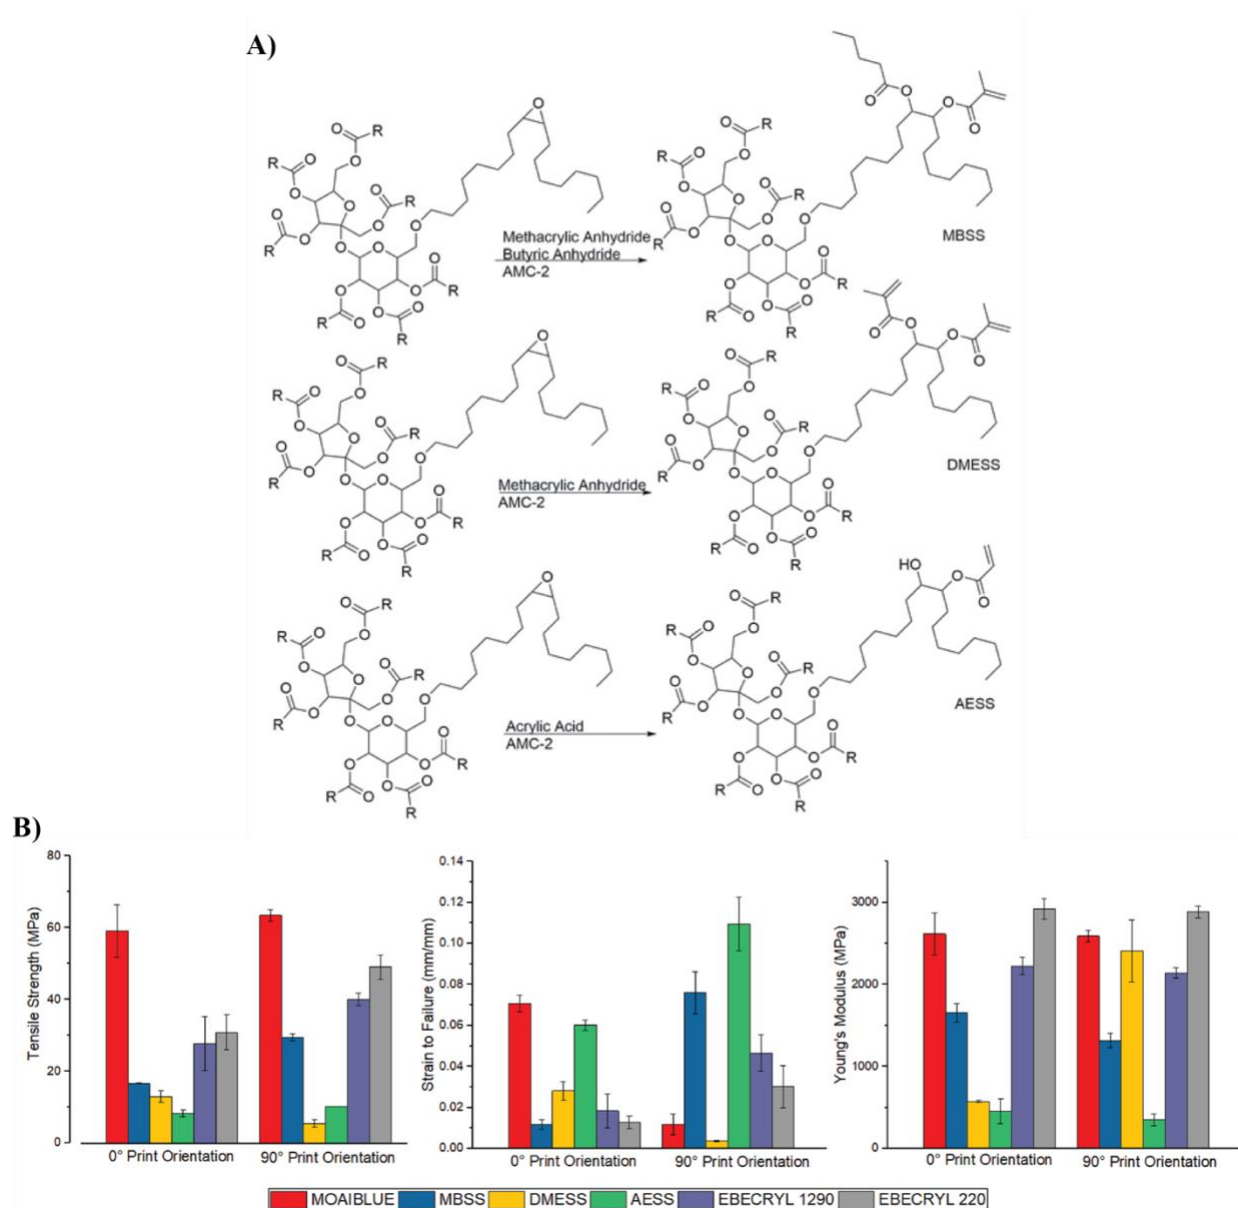 A)
Methacrylic Anhydride
Butyric Anhydride
AMC-2
MBSS
Methacrylic Anhydride
AMC-2
DMESS
Acrylic Acid
AMC-2
AESS
HO
O
R
B)
Tensile Strength (MPa)
80
60
40
20
0
0° Print Orientation
90° Print Orientation
Strain to Failure (mm/mm)
0.14
0.12
0.10
0.08
0.06
0.04
0.02
0.00
0° Print Orientation
90° Print Orientation
Young's Modulus (MPa)
3000
2000
1000
0
0° Print Orientation
90° Print Orientation
MOAIBLUE MBSS DMESS AESS EBECRYL 1290 EBECRYL 220